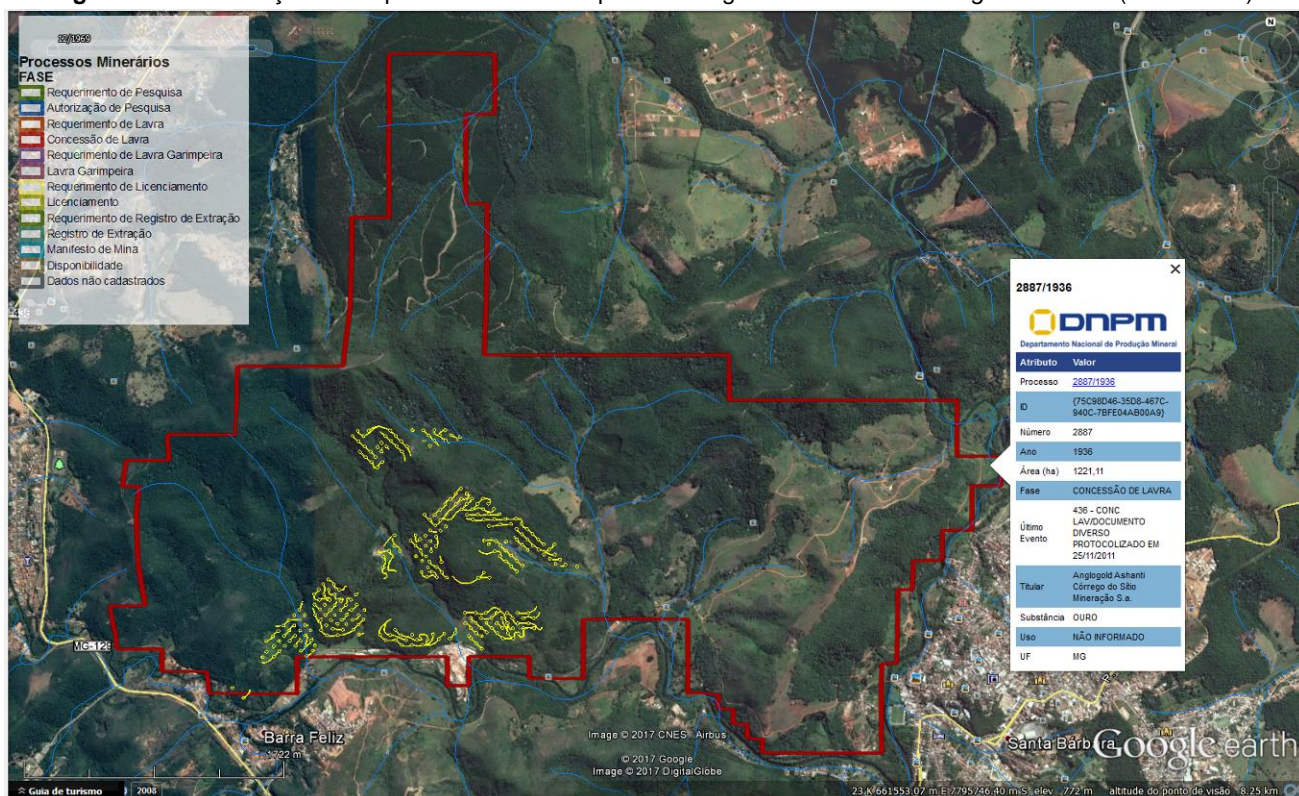 12/1969
Processos Minerários
FASE
Requerimento de Pesquisa
Autorização de Pesquisa
Requerimento de Lavra
Concessão de Lavra
Requerimento de Lavra Garimpeira
Lavra Garimpeira
Requerimento de Licenciamento
Licenciamento
Requerimento de Registro de Extração
Registro de Extração
Manifesto de Mina
Disponibilidade
Dados não cadastrados
436
N
2887/1936
DNPM
Departamento Nacional de Produção Mineral
Atributo Valor
Processo 2887/1936
ID {75C98D46-35D8-467C-
940C-7BFE04AB00A9}
Número 2887
Ano 1936
Área (ha) 1221,11
Fase CONCESSÃO DE LAVRA
Último Evento 436 - CONC
LAV/DOCUMENTO
DIVERSO
PROTOCOLIZADO EM
25/11/2011
Titular Anglogold Ashanti
Córrego do Sítio
Mineração S.a.
Substância OURO
Uso NÃO INFORMADO
UF MG
MG-129
Barra Feliz
1722 m
Santa Bárbara
Image © 2017 CNES / Airbus
© 2017 Google
Image © 2017 DigitalGlobe
Google earth
Guia de turismo
2008
23 K 661553.07 m E 7795746.40 m S elev 772 m altitude do ponto de visão 8.25 km